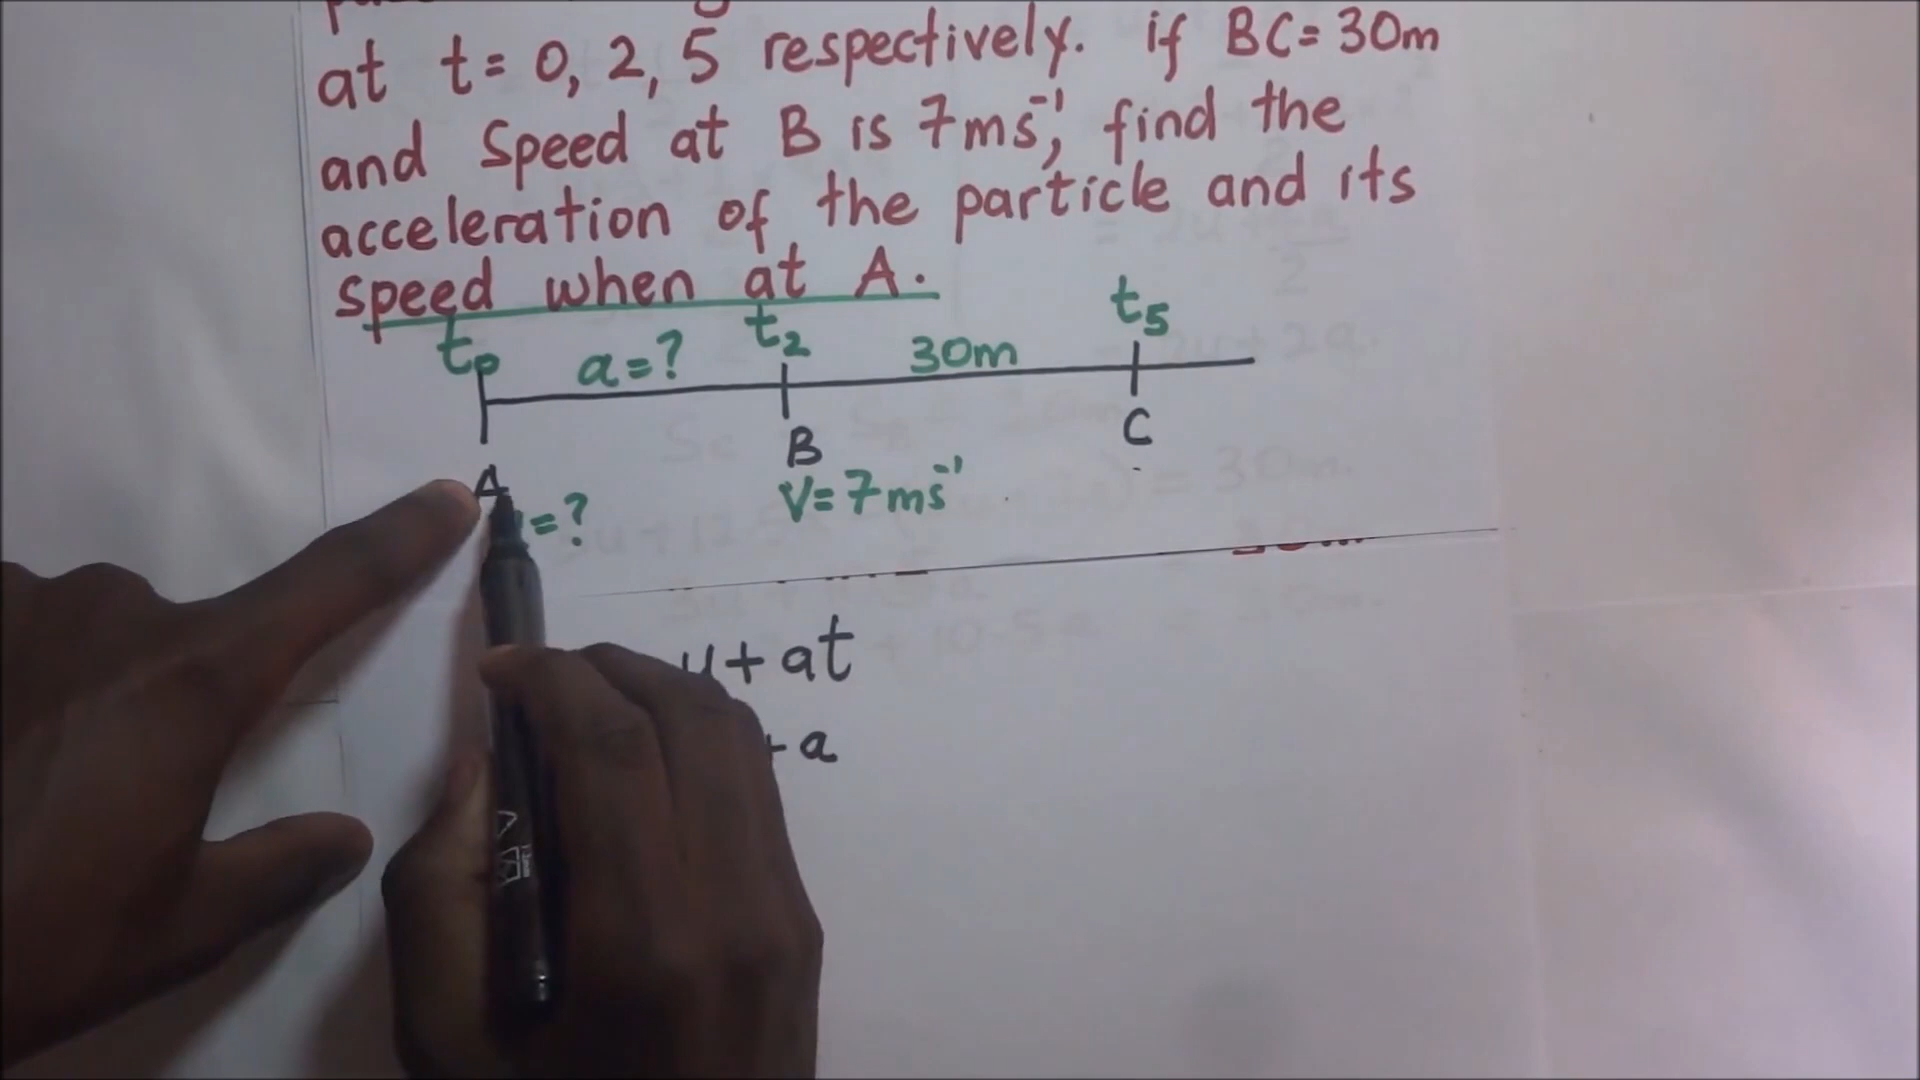 at t= 0, 2, 5 respectively. if BC= 30m
and Speed at B is 7ms⁻¹, find the
acceleration of the particle and its
speed when at A.
t₀ a=? t₂ 30m t₅
A B C
=? V= 7ms⁻¹
u+at
+a